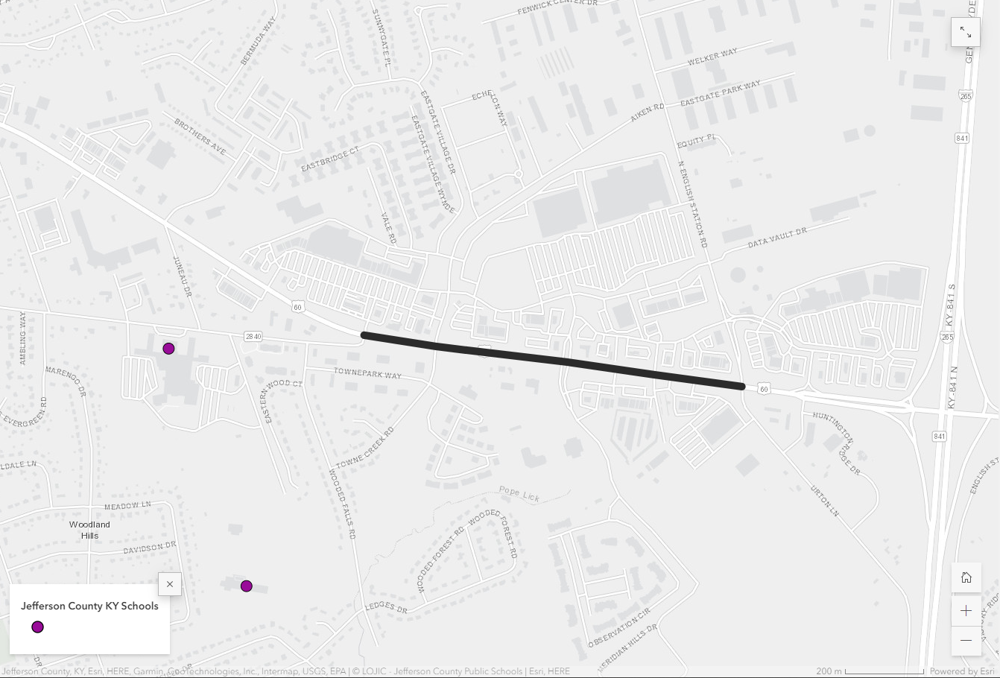 FENWICK CENTER DR
SUNNYGATE PL
BERMUDA WAY
WELKER WAY
265
EASTGATE PARK WAY
ECHELON WAY
AIKEN RD
EASTGATE VILLAGE DR
BROTHERS AVE
841
EQUITY PL
EASTBRIDGE CT
EASTGATE VILLAGE WYNDE
N ENGLISH STATION RD
VALE RD
DATA VAULT DR
JUNEAU DR
KY-841 S
60
AMBLING WAY
2840
265
MARENGO DR
TOWNEPARK WAY
EASTERN WOOD CT
KY-841 N
60
EVERGREEN RD
HUNTINGTON RIDGE DR
841
TOWNE CREEK RD
LDALE LN
ENGLISH ST
WOODED FALLS RD
Pope Lick
URTON LN
MEADOW LN
Woodland
Hills
WOODED FOREST RD
WOODED FOREST RD
DAVIDSON DR
Jefferson County KY Schools
LEDGES DR
OBSERVATION CIR
MERIDIAN HILLS DR
Jefferson County, KY, Esri, HERE, Garmin, GeoTechnologies, Inc., Intermap, USGS, EPA | © LOJIC - Jefferson County Public Schools | Esri, HERE
200 m
Powered by Esri